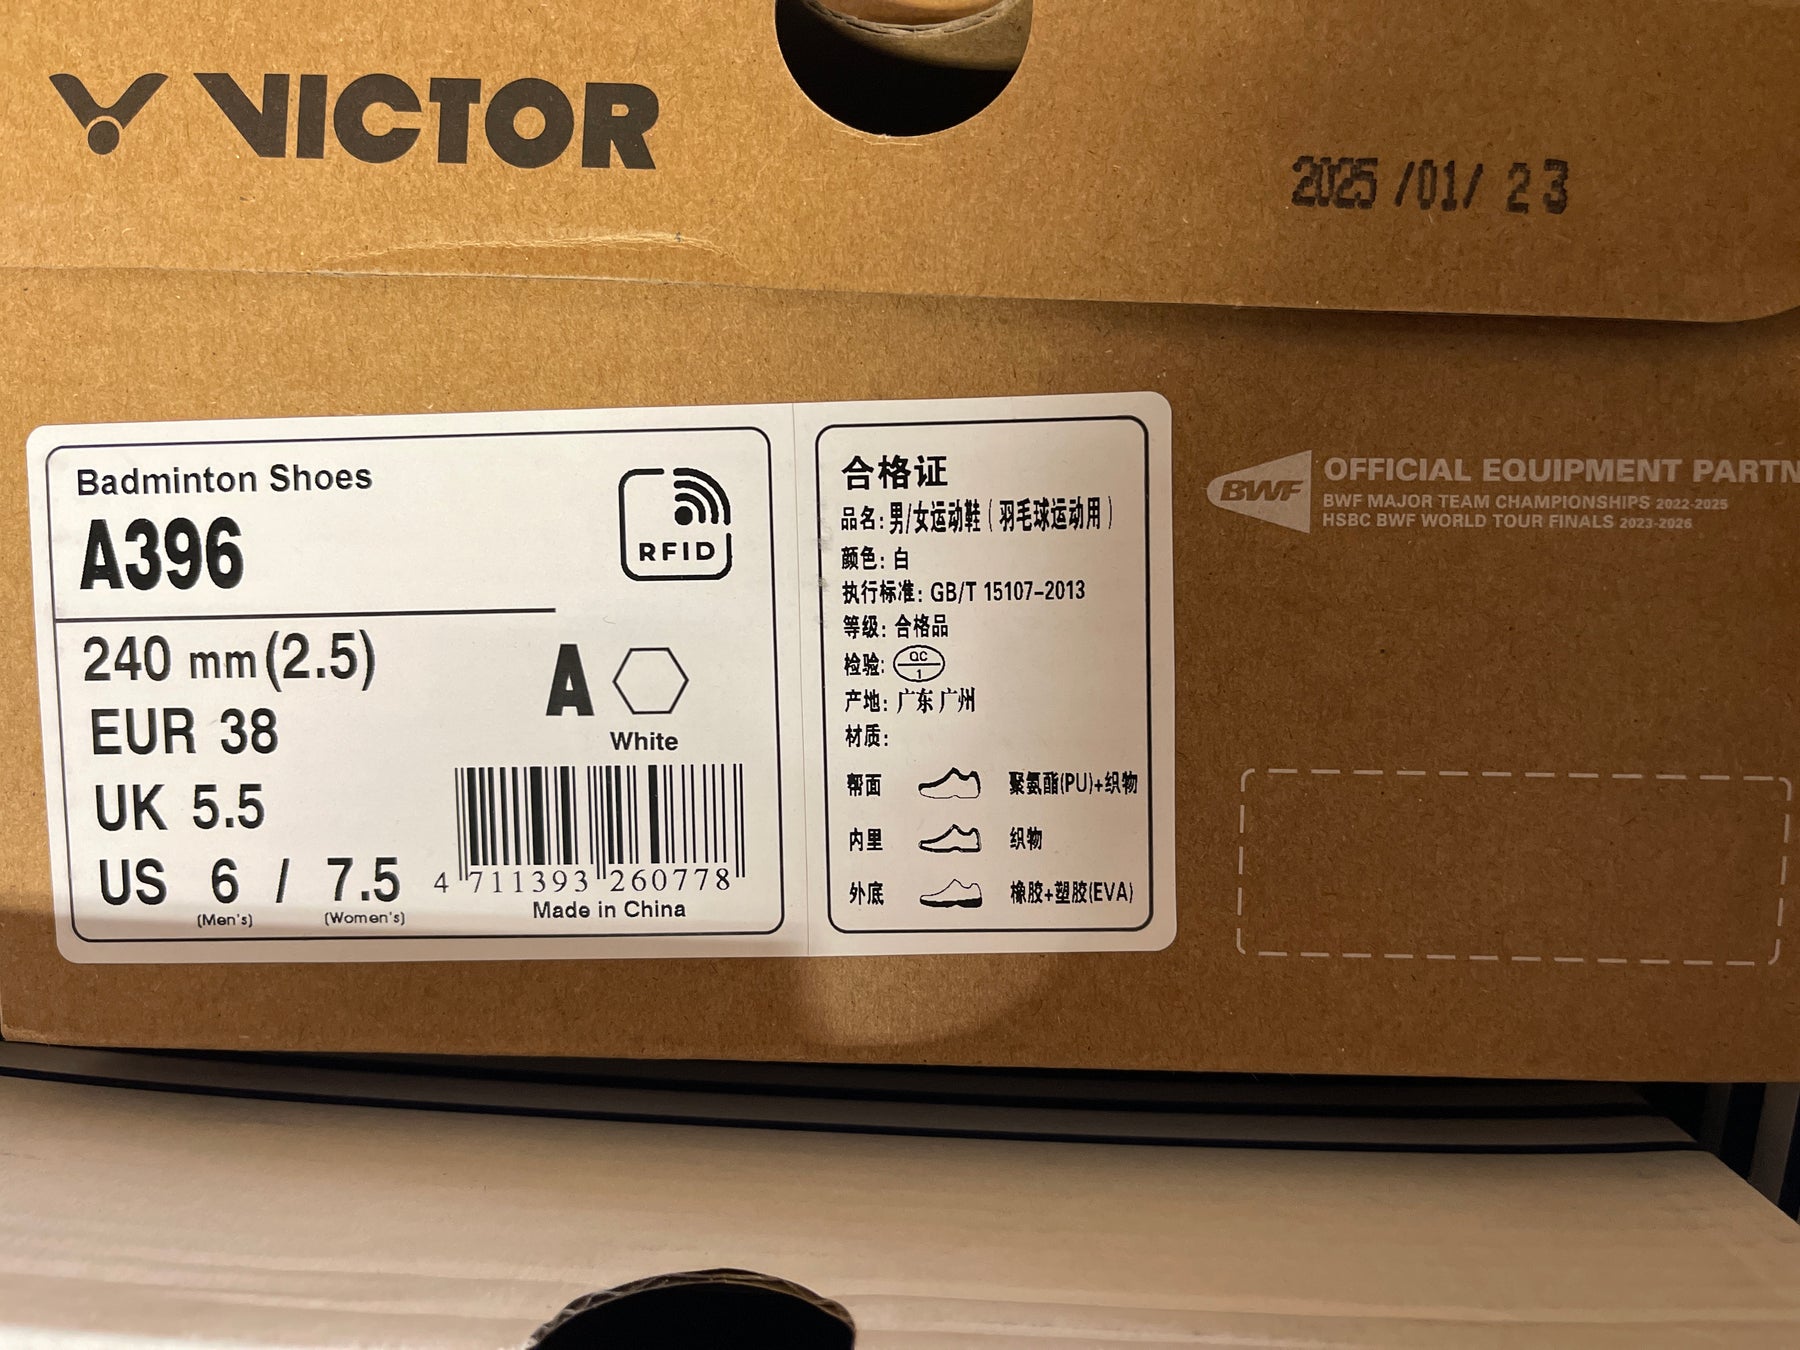 VICTOR
2025/01/23
Badminton Shoes
A396
RFID
240 mm(2.5)
EUR 38
UK 5.5
US 6 / 7.5
(Men's) (Women's)
A
White
4 711393 260778
Made in China
合格证
品名: 男/女运动鞋(羽毛球运动用)
颜色: 白
执行标准: GB/T 15107-2013
等级: 合格品
检验: QC 1
产地: 广东 广州
材质:
帮面 聚氨酯(PU)+织物
内里 织物
外底 橡胶+塑胶(EVA)
BWF
OFFICIAL EQUIPMENT PARTN
BWF MAJOR TEAM CHAMPIONSHIPS 2022-2025
HSBC BWF WORLD TOUR FINALS 2023-2026